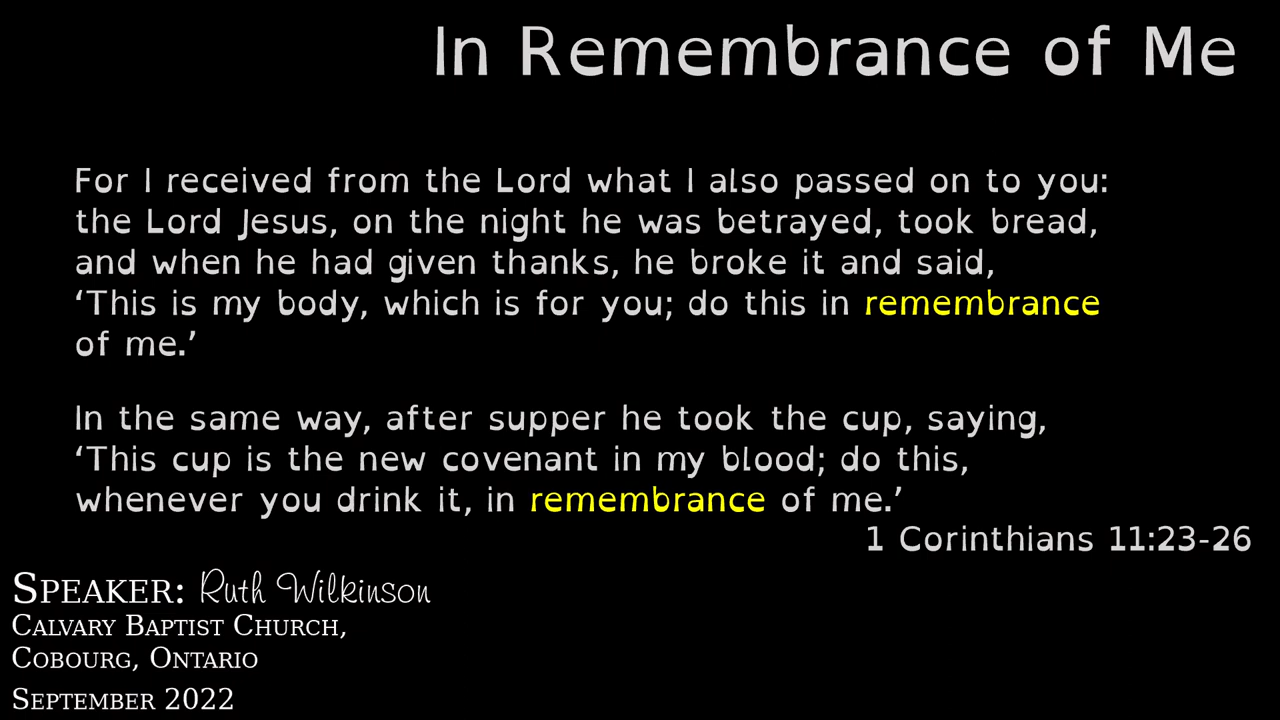 In Remembrance of Me
For I received from the Lord what I also passed on to you:
the Lord Jesus, on the night he was betrayed, took bread,
and when he had given thanks, he broke it and said,
‘This is my body, which is for you; do this in remembrance
of me.’
In the same way, after supper he took the cup, saying,
‘This cup is the new covenant in my blood; do this,
whenever you drink it, in remembrance of me.’
1 Corinthians 11:23-26
Speaker: Ruth Wilkinson
Calvary Baptist Church,
Cobourg, Ontario
September 2022